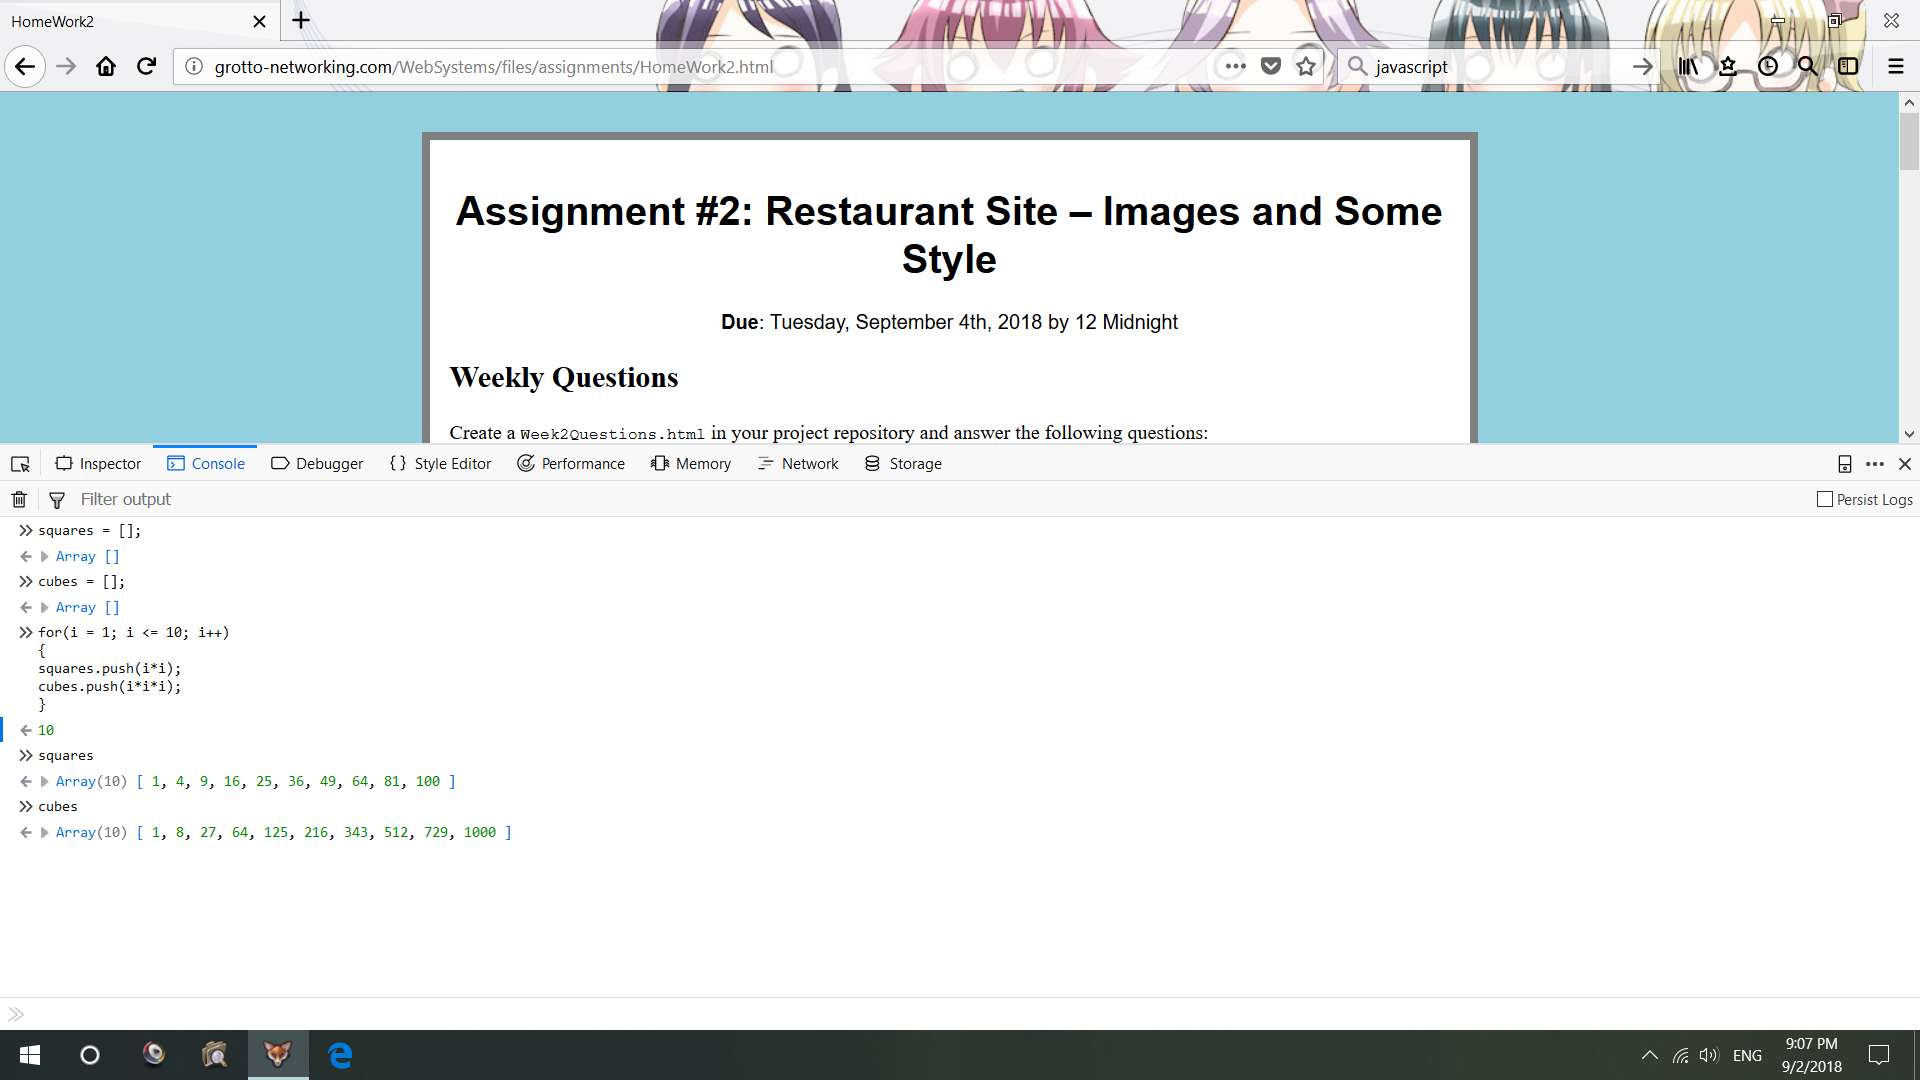 HomeWork2
grotto-networking.com/WebSystems/files/assignments/HomeWork2.html
javascript
Assignment #2: Restaurant Site – Images and Some
Style
Due: Tuesday, September 4th, 2018 by 12 Midnight
Weekly Questions
Create a Week2Questions.html in your project repository and answer the following questions:
Inspector Console Debugger Style Editor Performance Memory Network Storage
Filter output Persist Logs
squares = [];
Array []
cubes = [];
Array []
for(i = 1; i <= 10; i++)
{
squares.push(i*i);
cubes.push(i*i*i);
}
10
squares
Array(10) [ 1, 4, 9, 16, 25, 36, 49, 64, 81, 100 ]
cubes
Array(10) [ 1, 8, 27, 64, 125, 216, 343, 512, 729, 1000 ]
ENG
9:07 PM
9/2/2018